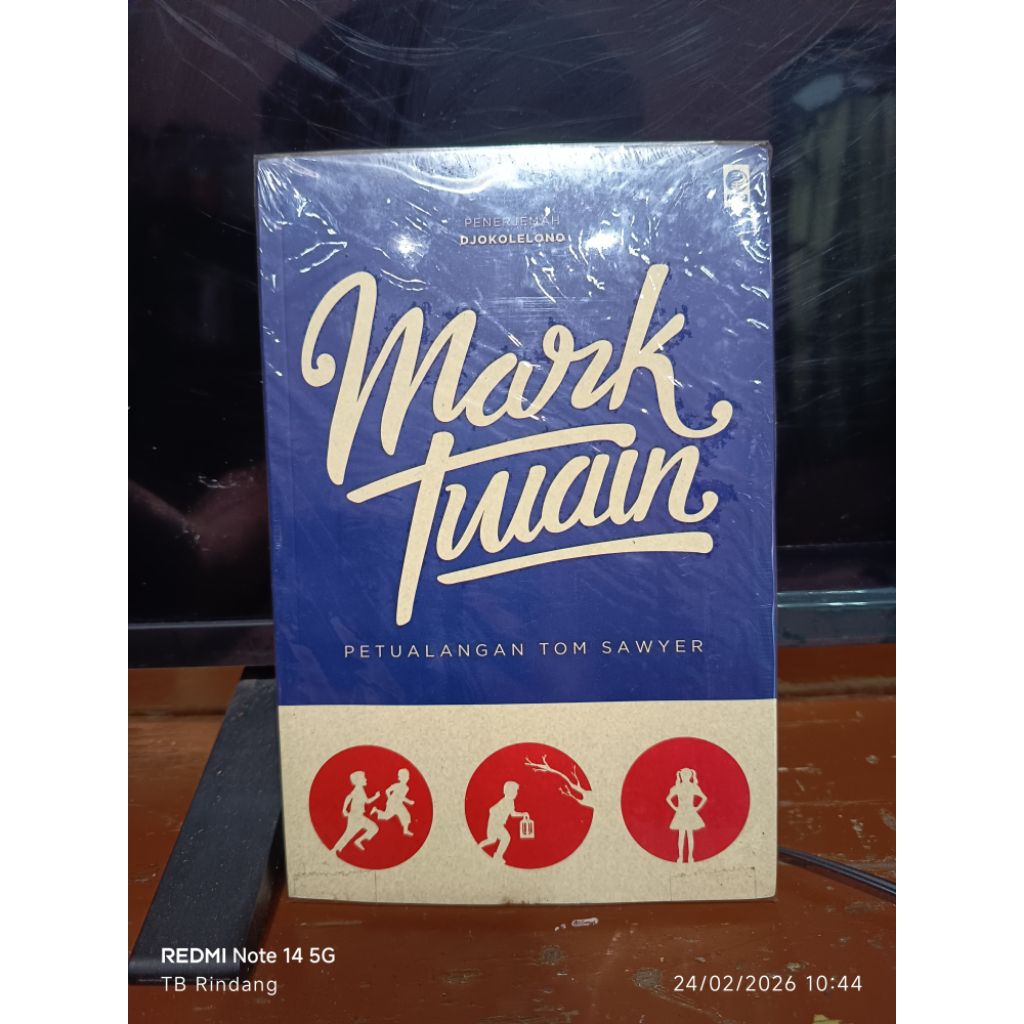 PENERJEMAH
DJOKOLELONO
Mark
Twain
PETUALANGAN TOM SAWYER
REDMI Note 14 5G
TB Rindang
24/02/2026 10:44